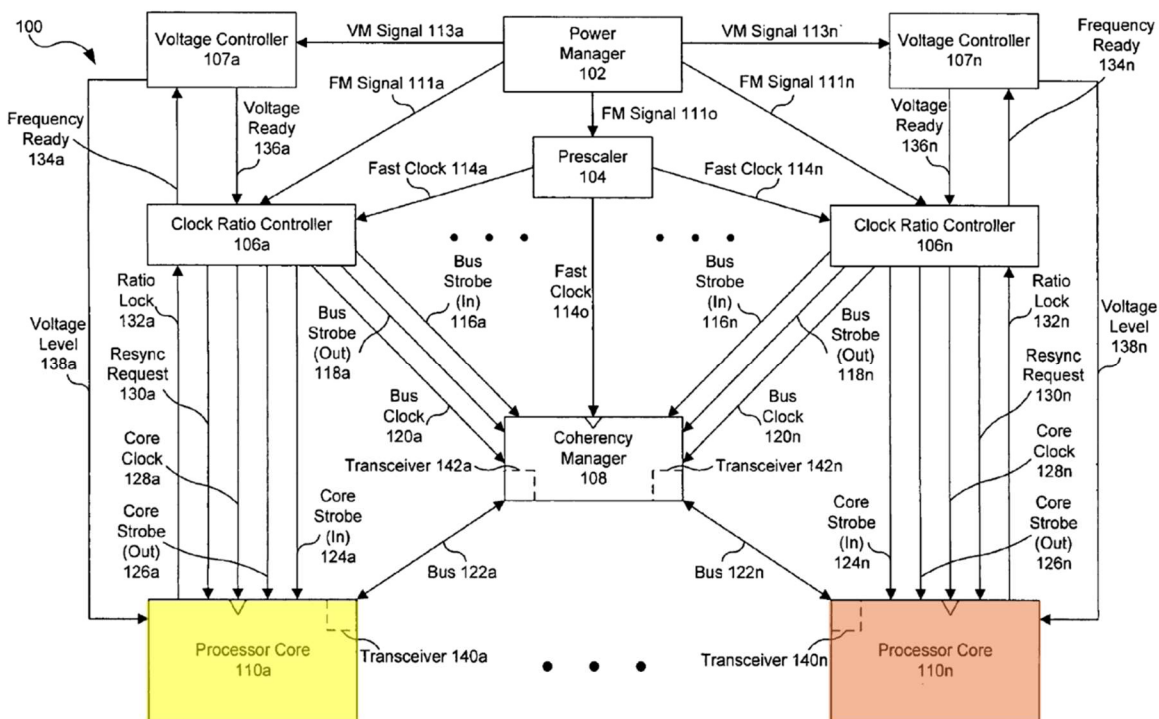 100
Voltage Controller
107a
VM Signal 113a
Power
Manager
102
VM Signal 113n
Voltage Controller
107n
Frequency
Ready
134n
Frequency
Ready
134a
Voltage
Ready
136a
FM Signal 111a
FM Signal 111o
FM Signal 111n
Voltage
Ready
136n
Prescaler
104
Fast Clock 114a
Fast Clock 114n
Clock Ratio Controller
106a
Clock Ratio Controller
106n
Voltage
Level
138a
Ratio
Lock
132a
Resync
Request
130a
Core
Clock
128a
Core
Strobe
(Out)
126a
Core
Strobe
(In)
124a
Bus
Strobe
(In)
116a
Bus
Strobe
(Out)
118a
Bus
Clock
120a
Fast
Clock
114o
Bus
Strobe
(In)
116n
Bus
Strobe
(Out)
118n
Bus
Clock
120n
Coherency
Manager
108
Transceiver 142a
Transceiver 142n
Bus 122a
Bus 122n
Core
Strobe
(In)
124n
Ratio
Lock
132n
Resync
Request
130n
Core
Clock
128n
Core
Strobe
(Out)
126n
Voltage
Level
138n
Processor Core
110a
Transceiver 140a
Transceiver 140n
Processor Core
110n